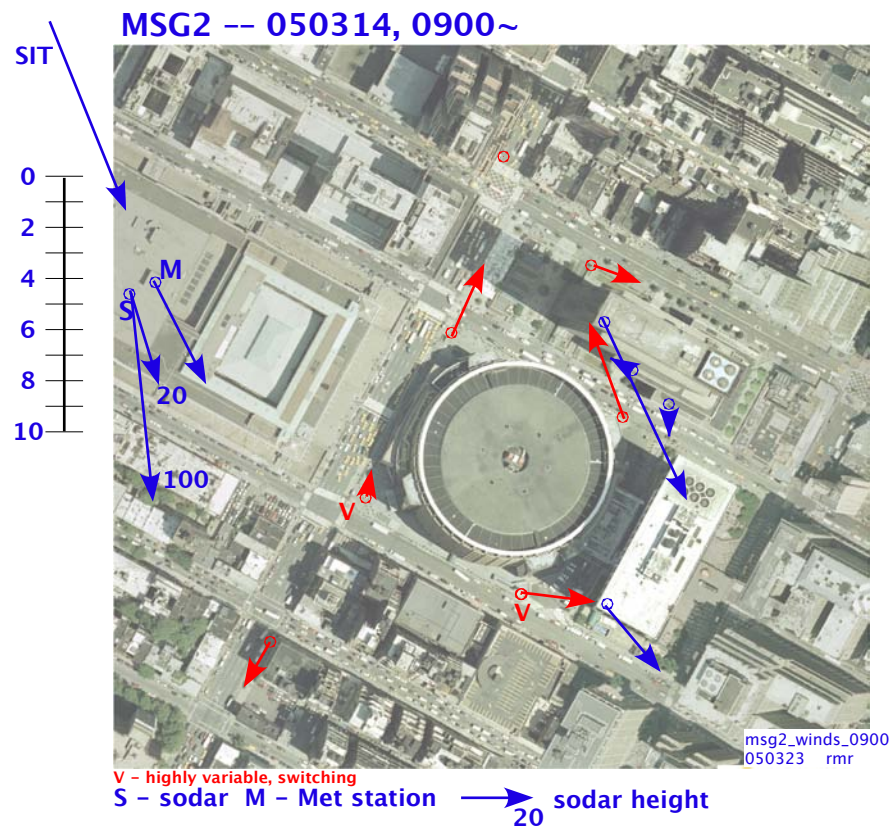 MSG2 -- 050314, 0900~
SIT
0
2
4
6
8
10
M
S
20
100
V
V
msg2_winds_0900
050323 rmr
V - highly variable, switching
S - sodar M - Met station 20 sodar height